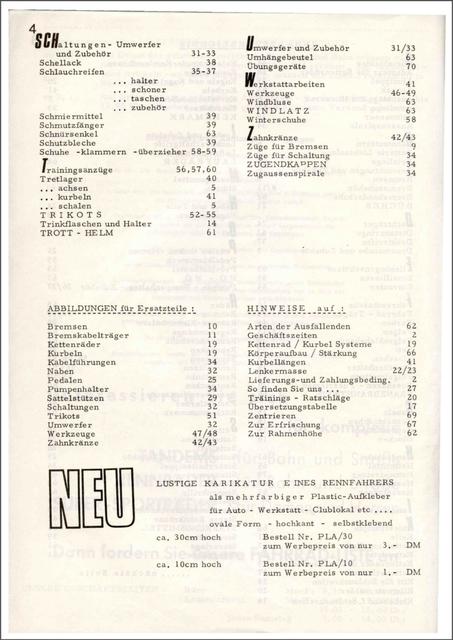 4
SCHaltungen- Umwerfer
und Zubehör 31-33
Schellack 38
Schlauchreifen 35-37
... halter
... schoner
... taschen
... zubehör
Schmiermittel 39
Schmutzfänger 39
Schnürsenkel 63
Schutzbleche 39
Schuhe -klammern -überzieher 58-59
Trainingsanzüge 56,57,60
Tretlager 40
... achsen 5
... kurbeln 41
... schalen 5
TRIKOTS 52-55
Trinkflaschen und Halter 14
TROTT - HELM 61
Umwerfer und Zubehör 31/33
Umhängebeutel 63
Übungsgeräte 70
Werkstattarbeiten 41
Werkzeuge 46-49
Windbluse 63
WINDLATZ 63
Winterschuhe 58
Zahnkränze 42/43
Züge für Bremsen 9
Züge für Schaltung 34
ZUGENDKAPPEN 34
Zugaussenspirale 34
ABBILDUNGEN für Ersatzteile :
Bremsen 10
Bremskabelträger 11
Kettenräder 19
Kurbeln 19
Kabelführungen 34
Naben 32
Pedalen 25
Pumpenhalter 34
Sattelstützen 29
Schaltungen 32
Trikots 51
Umwerfer 32
Werkzeuge 47/48
Zahnkränze 42/43
HINWEISE auf :
Arten der Ausfallenden 62
Geschäftszeiten 2
Kettenrad / Kurbel Systeme 19
Körperaufbau / Stärkung 66
Kurbellängen 41
Lenkermasse 22/23
Lieferungs-und Zahlungsbeding. 2
So finden Sie uns ... 27
Trainings - Ratschläge 20
Übersetzungstabelle 17
Zentrieren 69
Zur Erfrischung 67
Zur Rahmenhöhe 62
NEU
LUSTIGE KARIKATUR EINES RENNFAHRERS
als mehrfarbiger Plastic-Aufkleber
für Auto - Werkstatt - Clublokal etc ....
ovale Form - hochkant - selbstklebend
ca. 30cm hoch Bestell Nr. PLA/30
zum Werbepreis von nur 3.- DM
ca. 10cm hoch Bestell Nr. PLA/10
zum Werbepreis von nur 1.- DM